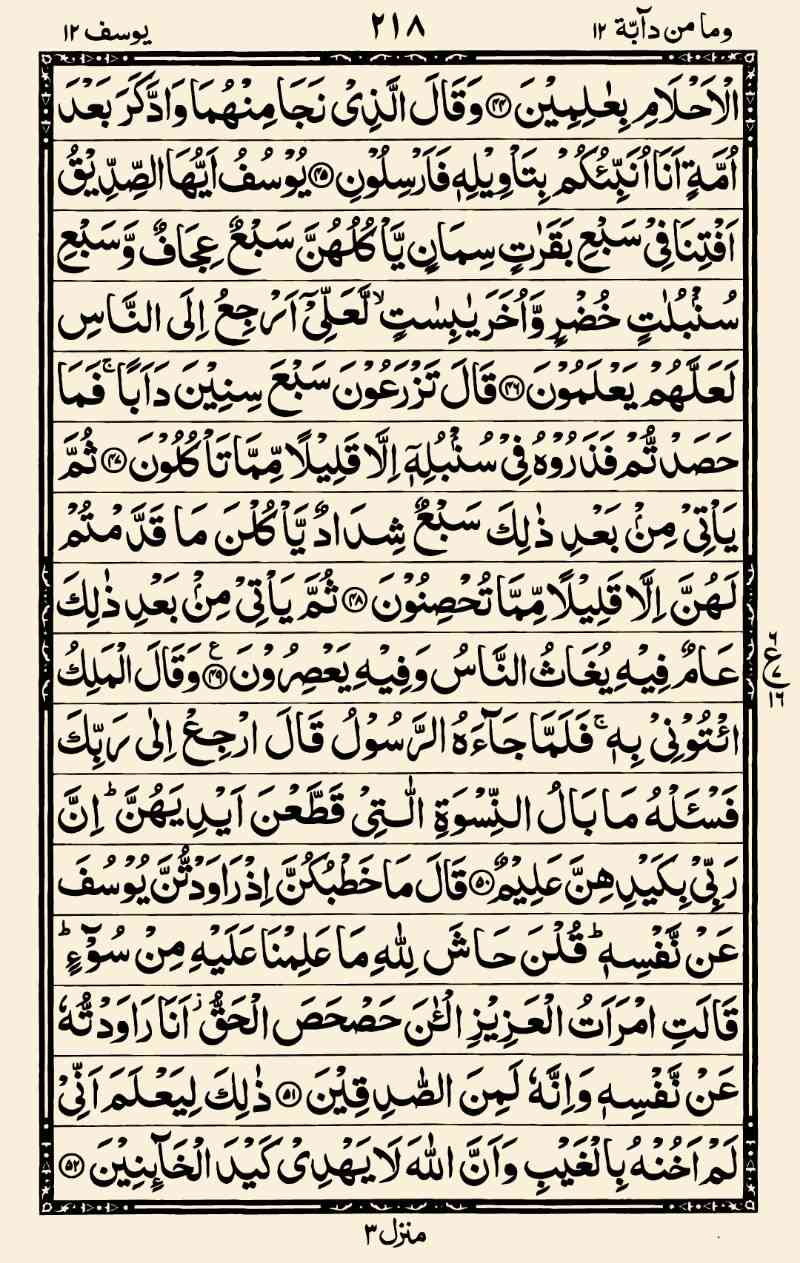 وما من دآبّة ١٢
٢١٨
يوسف ١٢
الْاَحْلَامِ بِعٰلِمِيْنَ ﴿٤٤﴾ وَقَالَ الَّذِىْ نَجَا مِنْهُمَا وَادَّكَرَ بَعْدَ
اُمَّةٍ اَنَا اُنَبِّئُكُمْ بِتَاْوِيْلِهٖ فَاَرْسِلُوْنِ ﴿٤٥﴾ يُوْسُفُ اَيُّهَا الصِّدِّيْقُ
اَفْتِنَا فِىْ سَبْعِ بَقَرٰتٍ سِمَانٍ يَّاْكُلُهُنَّ سَبْعٌ عِجَافٌ وَّسَبْعِ
سُنْۢبُلٰتٍ خُضْرٍ وَّاُخَرَ يٰبِسٰتٍ ۙ لَّعَلِّىْۤ اَرْجِعُ اِلَى النَّاسِ
لَعَلَّهُمْ يَعْلَمُوْنَ ﴿٤٦﴾ قَالَ تَزْرَعُوْنَ سَبْعَ سِنِيْنَ دَاَبًا ۚ فَمَا
حَصَدْتُّمْ فَذَرُوْهُ فِىْ سُنْۢبُلِهٖۤ اِلَّا قَلِيْلًا مِّمَّا تَاْكُلُوْنَ ﴿٤٧﴾ ثُمَّ
يَاْتِىْ مِنْۢ بَعْدِ ذٰلِكَ سَبْعٌ شِدَادٌ يَّاْكُلْنَ مَا قَدَّمْتُمْ
لَهُنَّ اِلَّا قَلِيْلًا مِّمَّا تُحْصِنُوْنَ ﴿٤٨﴾ ثُمَّ يَاْتِىْ مِنْۢ بَعْدِ ذٰلِكَ
عَامٌ فِيْهِ يُغَاثُ النَّاسُ وَفِيْهِ يَعْصِرُوْنَ ﴿٤٩﴾ ع وَقَالَ الْمَلِكُ
٦
ع
٧
١٦
ائْتُوْنِىْ بِهٖ ۚ فَلَمَّا جَآءَهُ الرَّسُوْلُ قَالَ ارْجِعْ اِلٰى رَبِّكَ
فَسْـَٔلْهُ مَا بَالُ النِّسْوَةِ الّٰتِىْ قَطَّعْنَ اَيْدِيَهُنَّ ؕ اِنَّ
رَبِّىْ بِكَيْدِهِنَّ عَلِيْمٌ ﴿٥٠﴾ قَالَ مَا خَطْبُكُنَّ اِذْ رَاوَدْتُّنَّ يُوْسُفَ
عَنْ نَّفْسِهٖ ؕ قُلْنَ حَاشَ لِلّٰهِ مَا عَلِمْنَا عَلَيْهِ مِنْ سُوْٓءٍ ؕ
قَالَتِ امْرَاَتُ الْعَزِيْزِ الْـٰٔنَ حَصْحَصَ الْحَقُّ ؗ اَنَا رَاوَدْتُّهٗ
عَنْ نَّفْسِهٖ وَاِنَّهٗ لَمِنَ الصّٰدِقِيْنَ ﴿٥١﴾ ذٰلِكَ لِيَعْلَمَ اَنِّىْ
لَمْ اَخُنْهُ بِالْغَيْبِ وَاَنَّ اللّٰهَ لَا يَهْدِىْ كَيْدَ الْخَآئِنِيْنَ ﴿٥٢﴾
منزل ٣